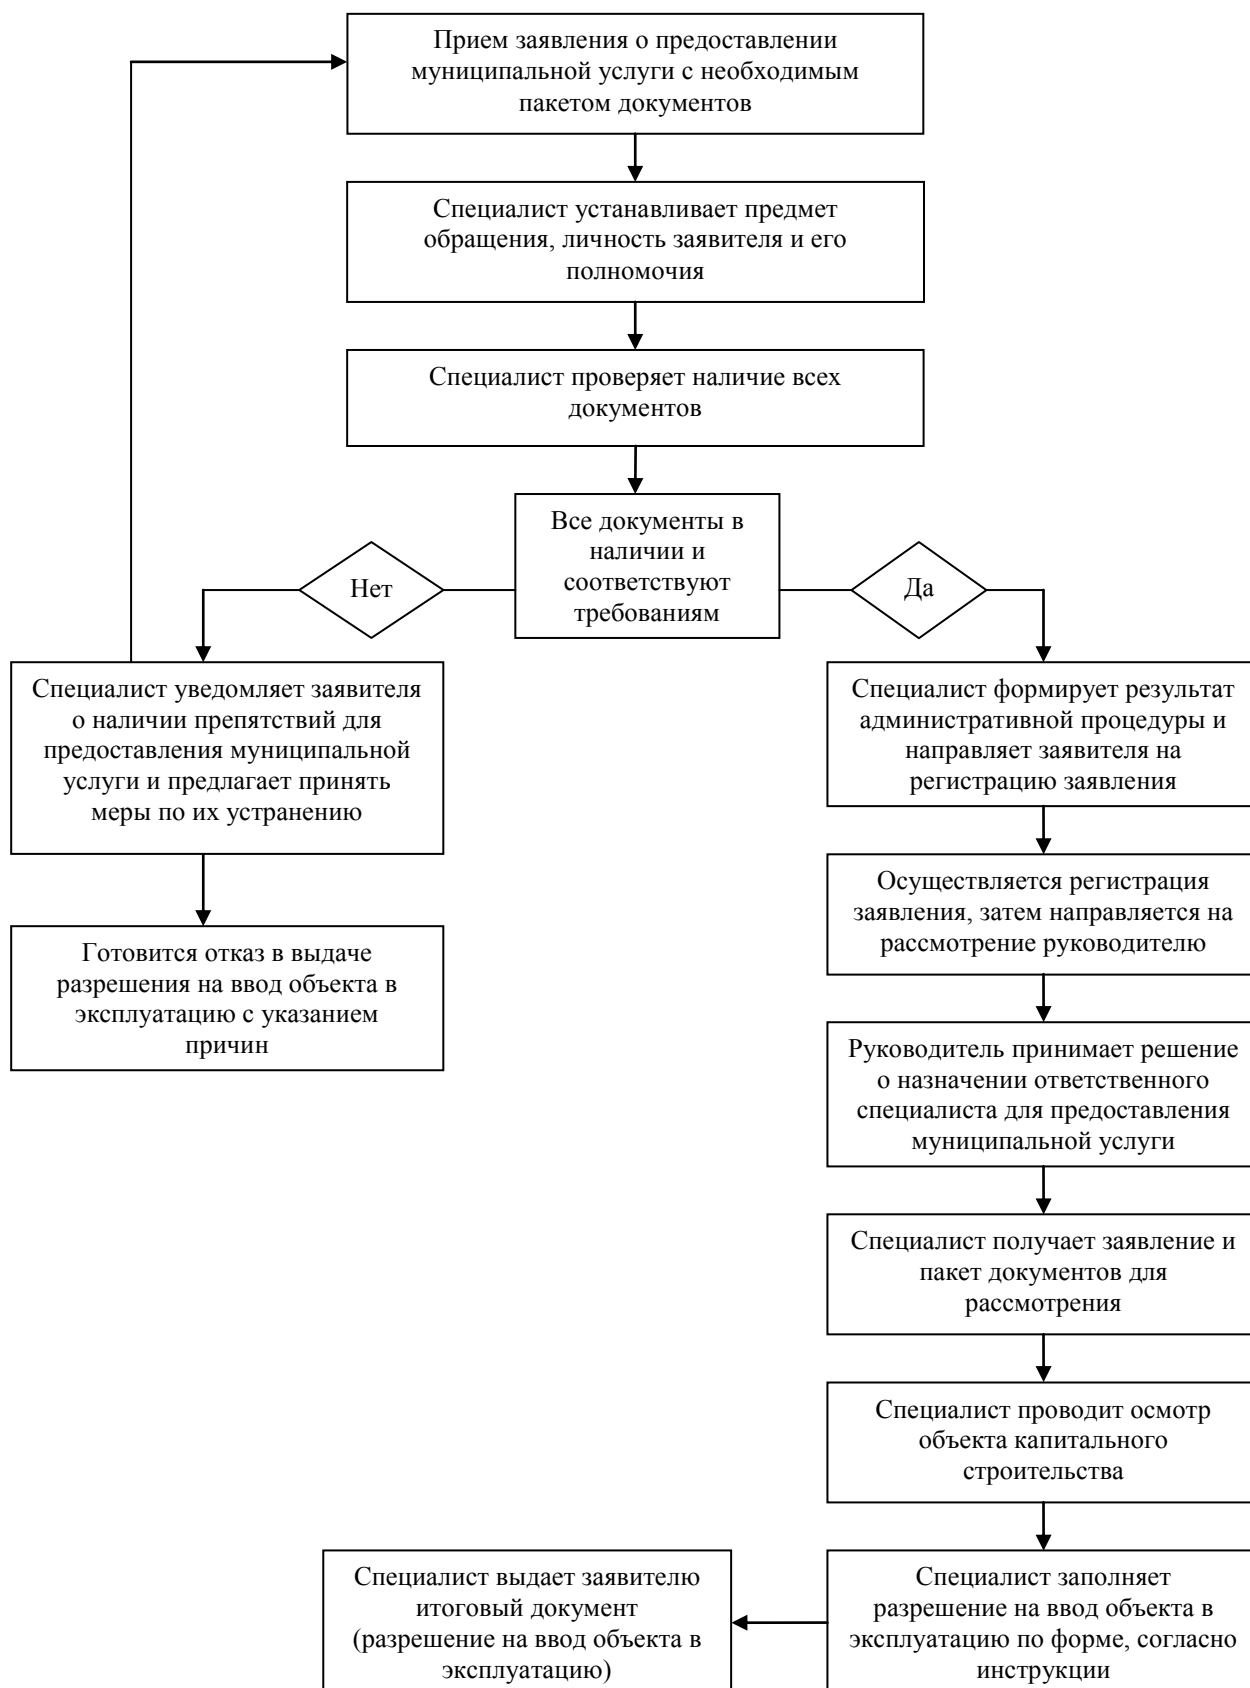 Прием заявления о предоставлении
муниципальной услуги с необходимым
пакетом документов
Специалист устанавливает предмет
обращения, личность заявителя и его
полномочия
Специалист проверяет наличие всех
документов
Все документы в
наличии и
соответствуют
требованиям
Нет
Да
Специалист уведомляет заявителя
о наличии препятствий для
предоставления муниципальной
услуги и предлагает принять
меры по их устранению
Готовится отказ в выдаче
разрешения на ввод объекта в
эксплуатацию с указанием
причин
Специалист формирует результат
административной процедуры и
направляет заявителя на
регистрацию заявления
Осуществляется регистрация
заявления, затем направляется на
рассмотрение руководителю
Руководитель принимает решение
о назначении ответственного
специалиста для предоставления
муниципальной услуги
Специалист получает заявление и
пакет документов для
рассмотрения
Специалист проводит осмотр
объекта капитального
строительства
Специалист заполняет
разрешение на ввод объекта в
эксплуатацию по форме, согласно
инструкции
Специалист выдает заявителю
итоговый документ
(разрешение на ввод объекта в
эксплуатацию)